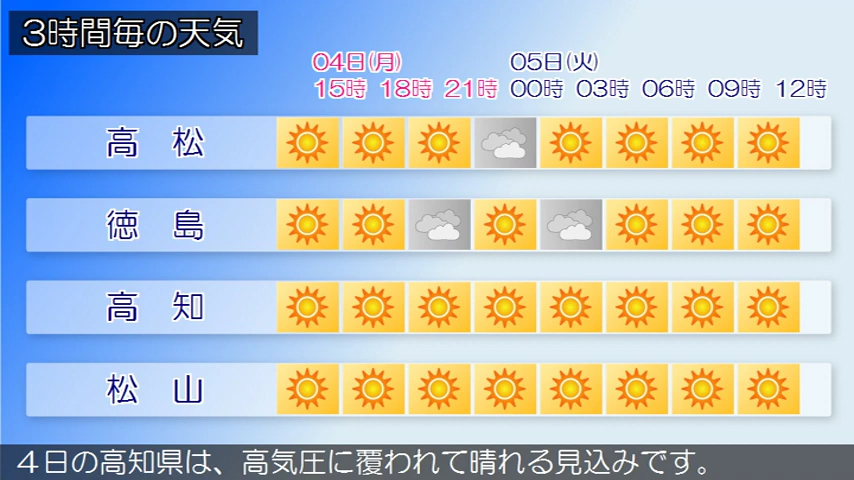 3時間毎の天気
04日(月) 05日(火)
15時 18時 21時 00時 03時 06時 09時 12時
高 松
徳 島
高 知
松 山
４日の高知県は、高気圧に覆われて晴れる見込みです。